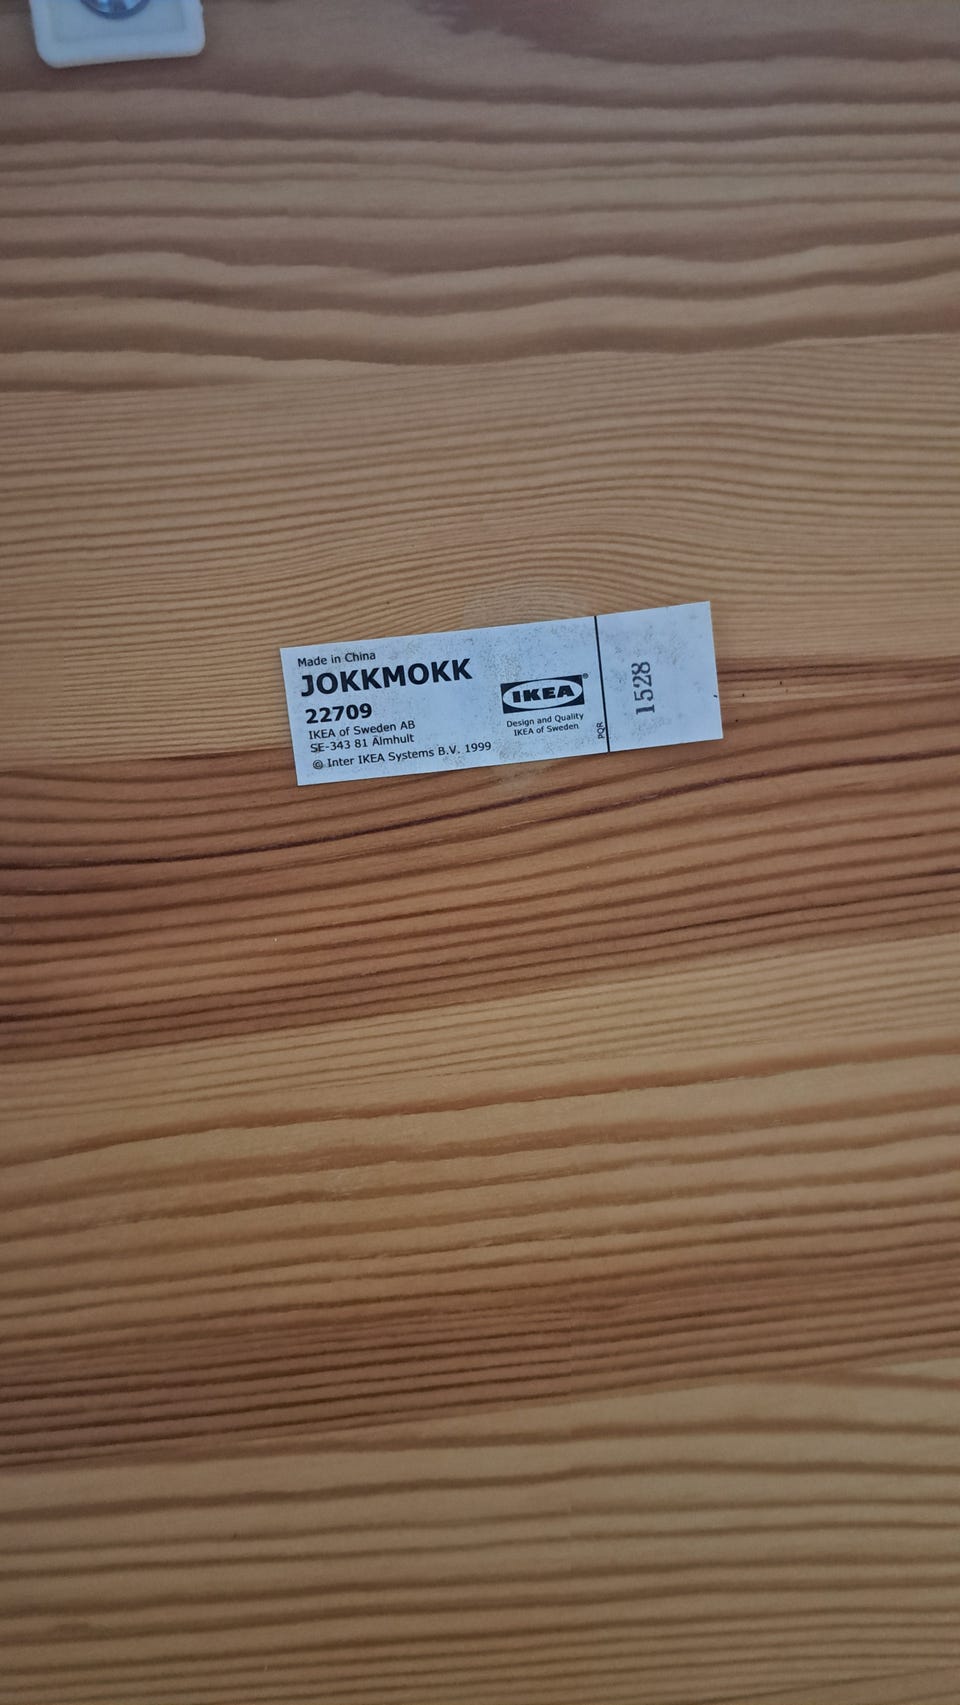 Made in China
JOKKMOKK
22709
IKEA of Sweden AB
SE-343 81 Älmhult
© Inter IKEA Systems B.V. 1999
IKEA®
Design and Quality
IKEA of Sweden
PQR
1528